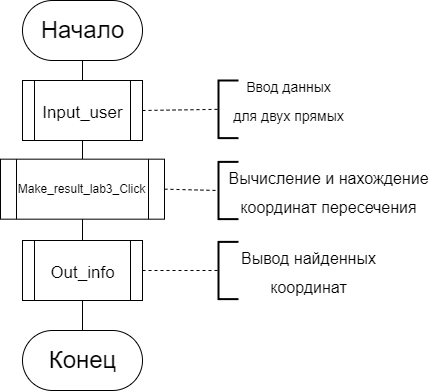 Начало
Input_user
Ввод данных
для двух прямых
Make_result_lab3_Click
Вычисление и нахождение
координат пересечения
Out_info
Вывод найденных
координат
Конец